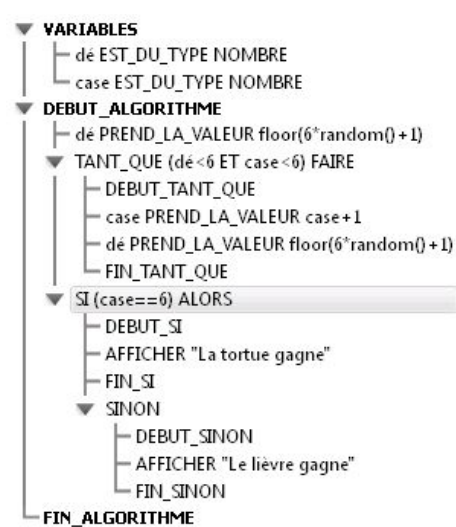 VARIABLES
dé EST_DU_TYPE NOMBRE
case EST_DU_TYPE NOMBRE
DEBUT_ALGORITHME
dé PREND_LA_VALEUR floor(6*random()+1)
TANT_QUE (dé<6 ET case<6) FAIRE
DEBUT_TANT_QUE
case PREND_LA_VALEUR case+1
dé PREND_LA_VALEUR floor(6*random()+1)
FIN_TANT_QUE
SI (case==6) ALORS
DEBUT_SI
AFFICHER "La tortue gagne"
FIN_SI
SINON
DEBUT_SINON
AFFICHER "Le lièvre gagne"
FIN_SINON
FIN_ALGORITHME